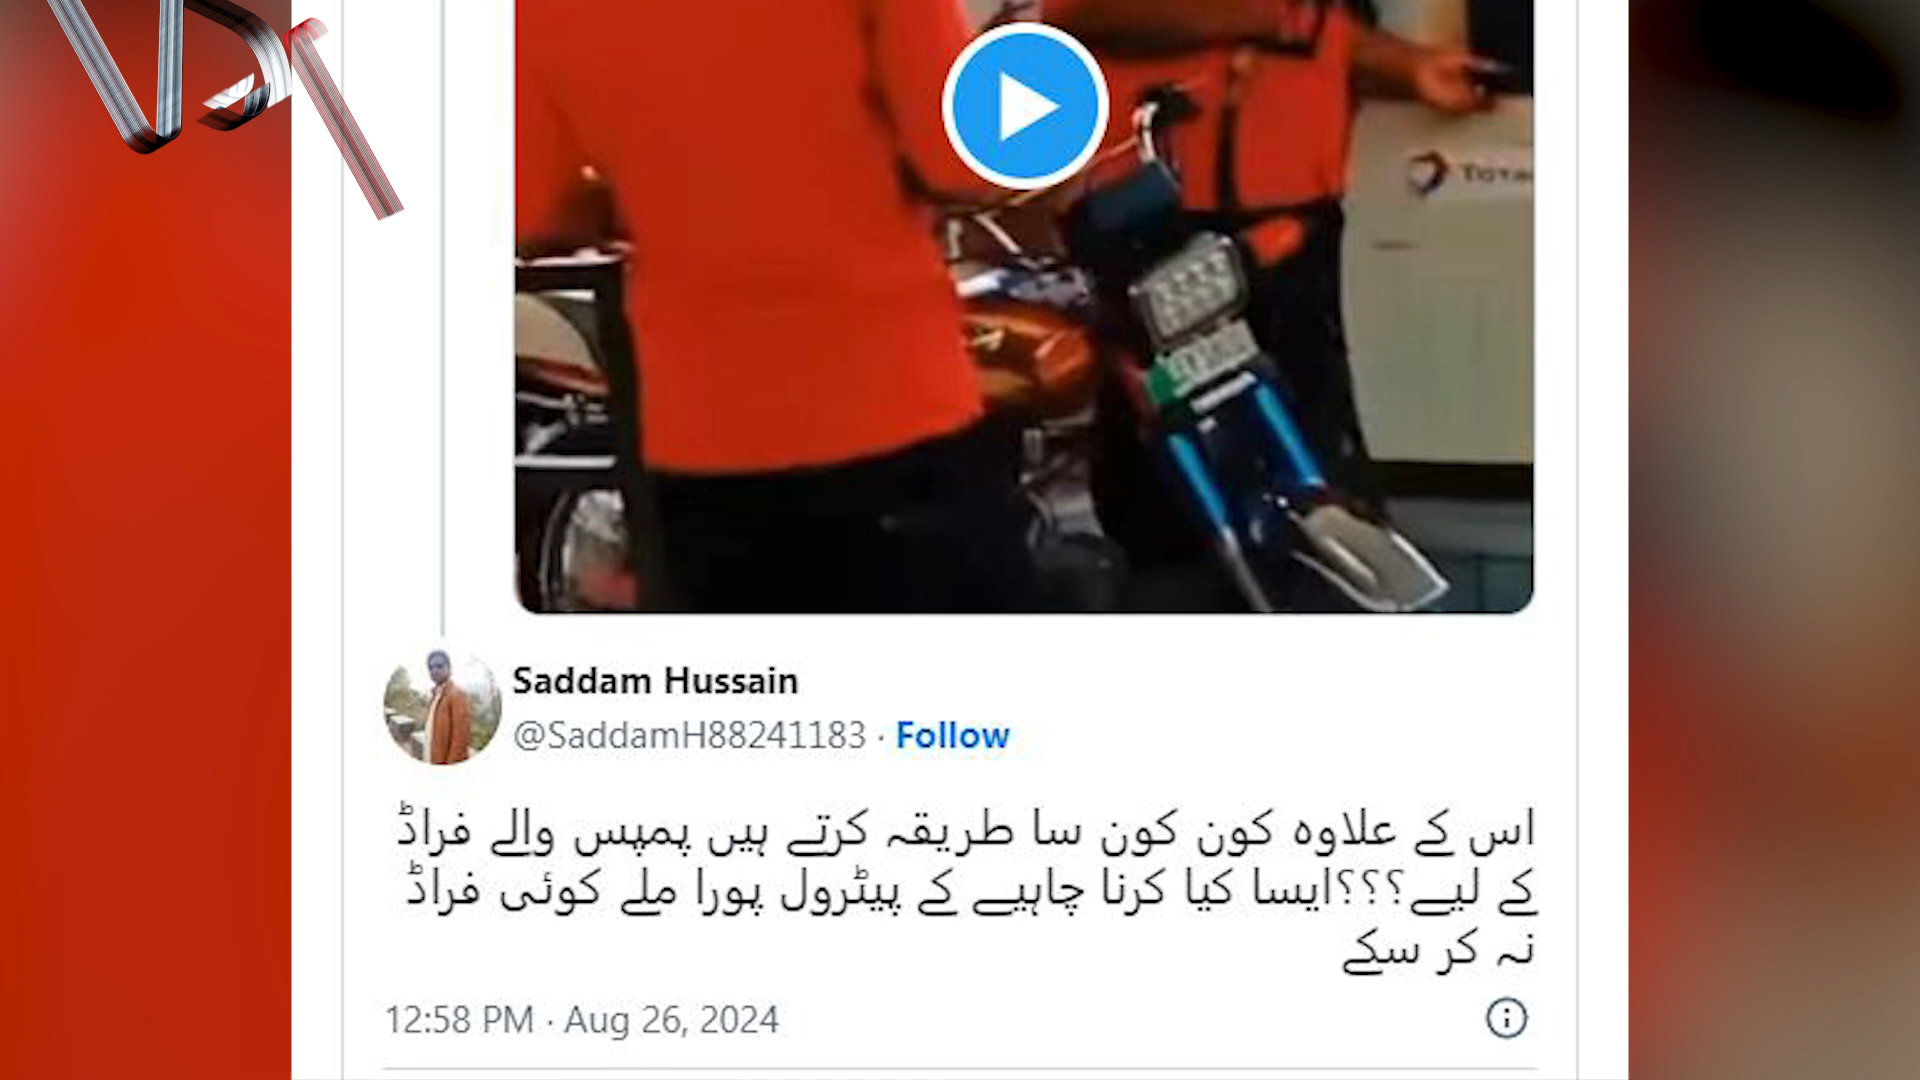 Saddam Hussain
@SaddamH88241183 · Follow
اس کے علاوہ کون کون سا طریقہ کرتے ہیں پمپس والے فراڈ
کے لیے؟؟؟ایسا کیا کرنا چاہیے کے پیٹرول پورا ملے کوئی فراڈ
نہ کر سکے
12:58 PM · Aug 26, 2024